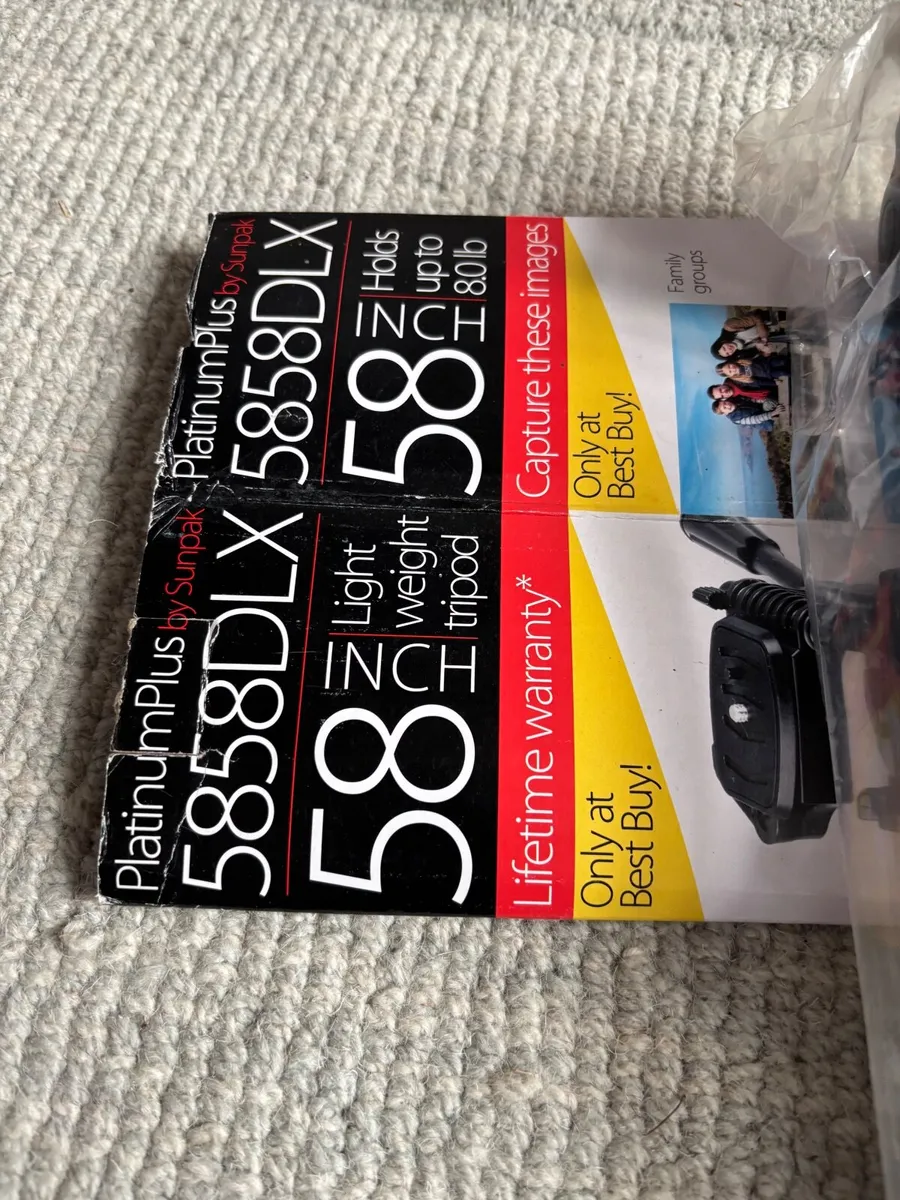 PlatinumPlus by Sunpak
5858DLX
58 INCH
Light
weight
tripod
Lifetime warranty*
Only at
Best Buy!
PlatinumPlus by Sunpak
5858DLX
58 INCH
Holds
up to
8.0 lb
Capture these images
Only at
Best Buy!
Family
groups